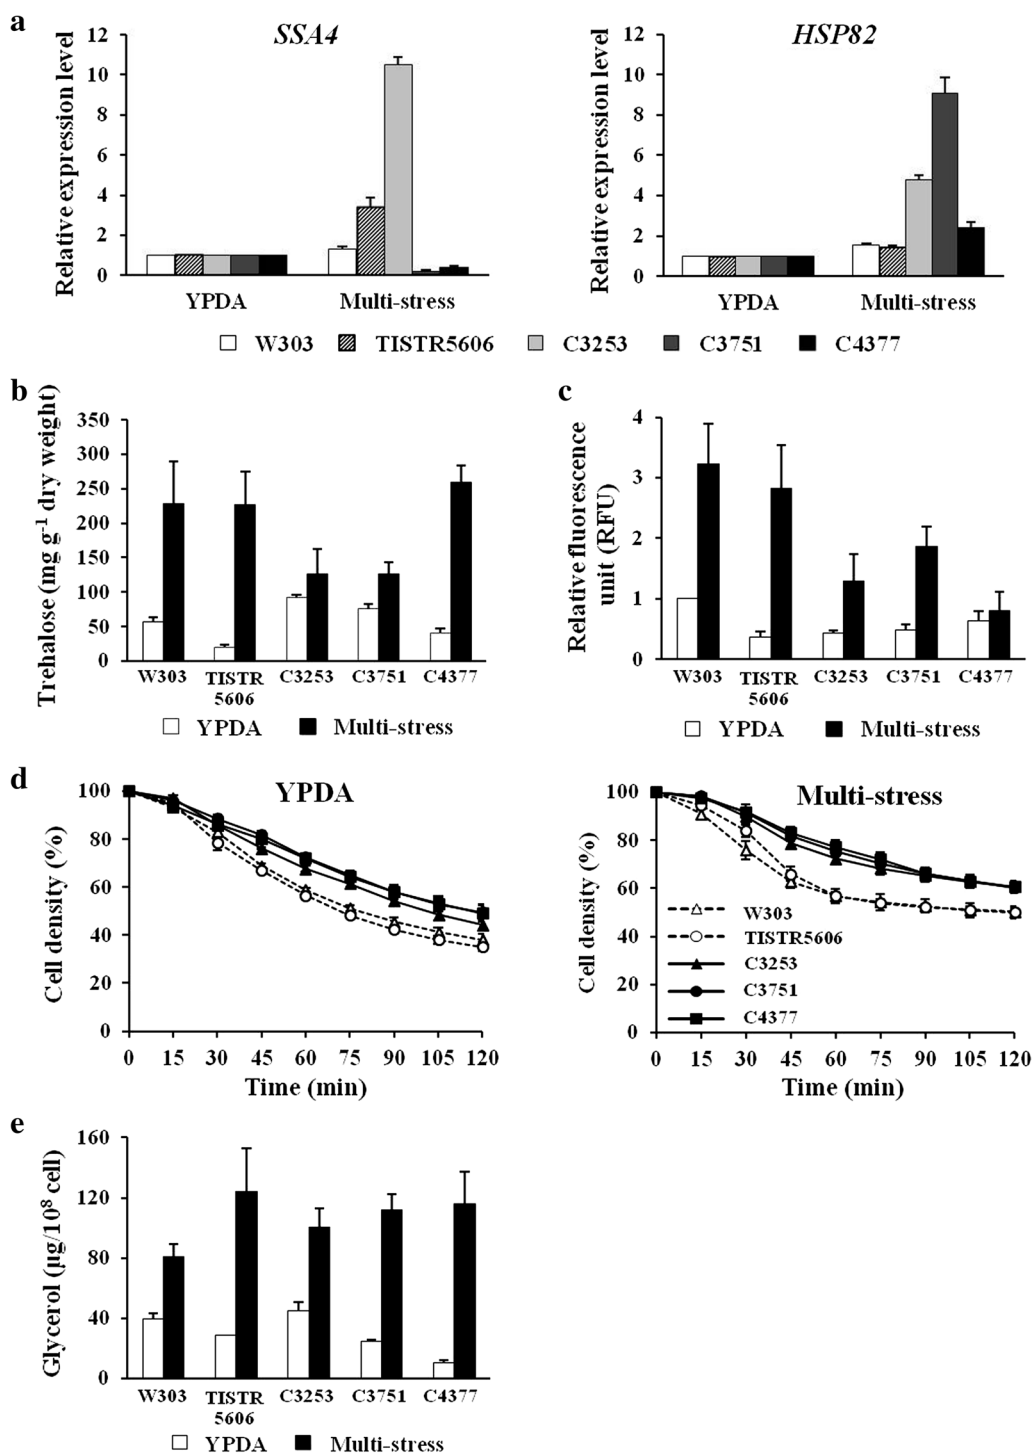 a
SSA4
Relative expression level
12
10
8
6
4
2
0
YPDA
Multi-stress
HSP82
Relative expression level
12
10
8
6
4
2
0
YPDA
Multi-stress
W303
TISTR5606
C3253
C3751
C4377
b
Trehalose (mg g-1 dry weight)
350
300
250
200
150
100
50
0
W303
TISTR
5606
C3253
C3751
C4377
YPDA
Multi-stress
c
Relative fluorescence
unit (RFU)
4
3
2
1
0
W303
TISTR
5606
C3253
C3751
C4377
YPDA
Multi-stress
d
YPDA
Cell density (%)
100
80
60
40
20
0
0 15 30 45 60 75 90 105 120
Time (min)
Multi-stress
Cell density (%)
100
80
60
40
20
0
W303
TISTR5606
C3253
C3751
C4377
0 15 30 45 60 75 90 105 120
Time (min)
e
Glycerol (µg/10⁸ cell)
160
120
80
40
0
W303
TISTR
5606
C3253
C3751
C4377
YPDA
Multi-stress